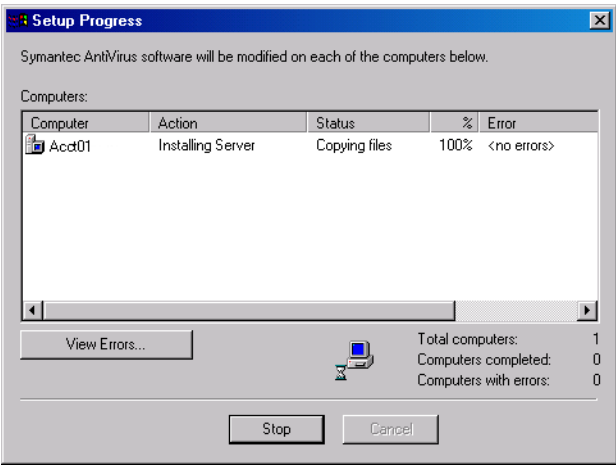 Setup Progress
Symantec AntiVirus software will be modified on each of the computers below.
Computers:
Computer Action Status % Error
Acct01 Installing Server Copying files 100% <no errors>
View Errors...
Total computers: 1
Computers completed: 0
Computers with errors: 0
Stop Cancel